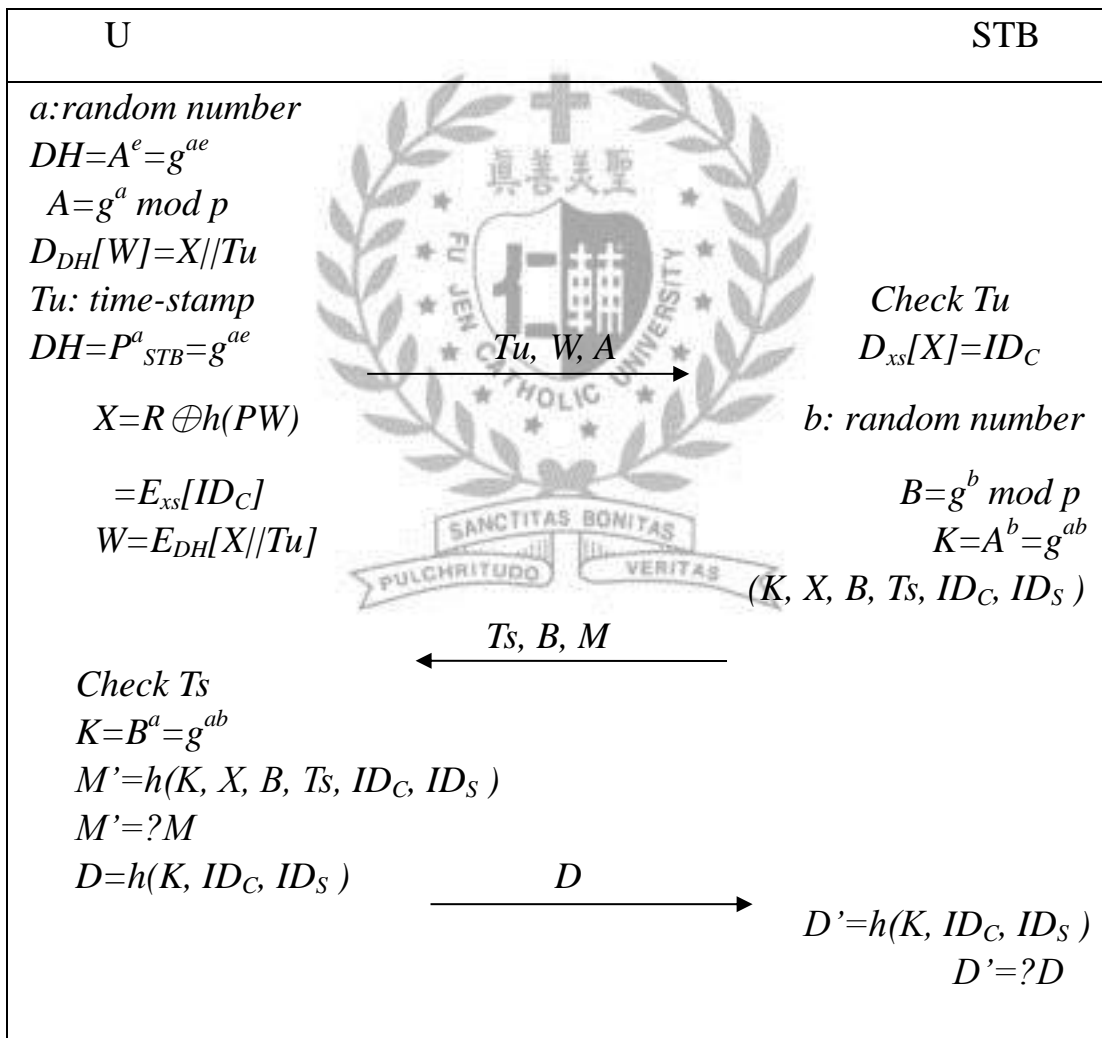 U STB
a:random number
DH=A^e=g^ae
A=g^a mod p
D_DH[W]=X//Tu
Tu: time-stamp
DH=P^a_STB=g^ae
X=R⊕h(PW)
=E_xs[ID_C]
W=E_DH[X//Tu]
Tu, W, A
Check Tu
D_xs[X]=ID_C
b: random number
B=g^b mod p
K=A^b=g^ab
(K, X, B, Ts, ID_C, ID_S )
Ts, B, M
Check Ts
K=B^a=g^ab
M’=h(K, X, B, Ts, ID_C, ID_S )
M’=?M
D=h(K, ID_C, ID_S )
D
D’=h(K, ID_C, ID_S )
D’=?D
真善美聖
FU JEN CATHOLIC UNIVERSITY
SANCTITAS BONITAS
PULCHRITUDO VERITAS